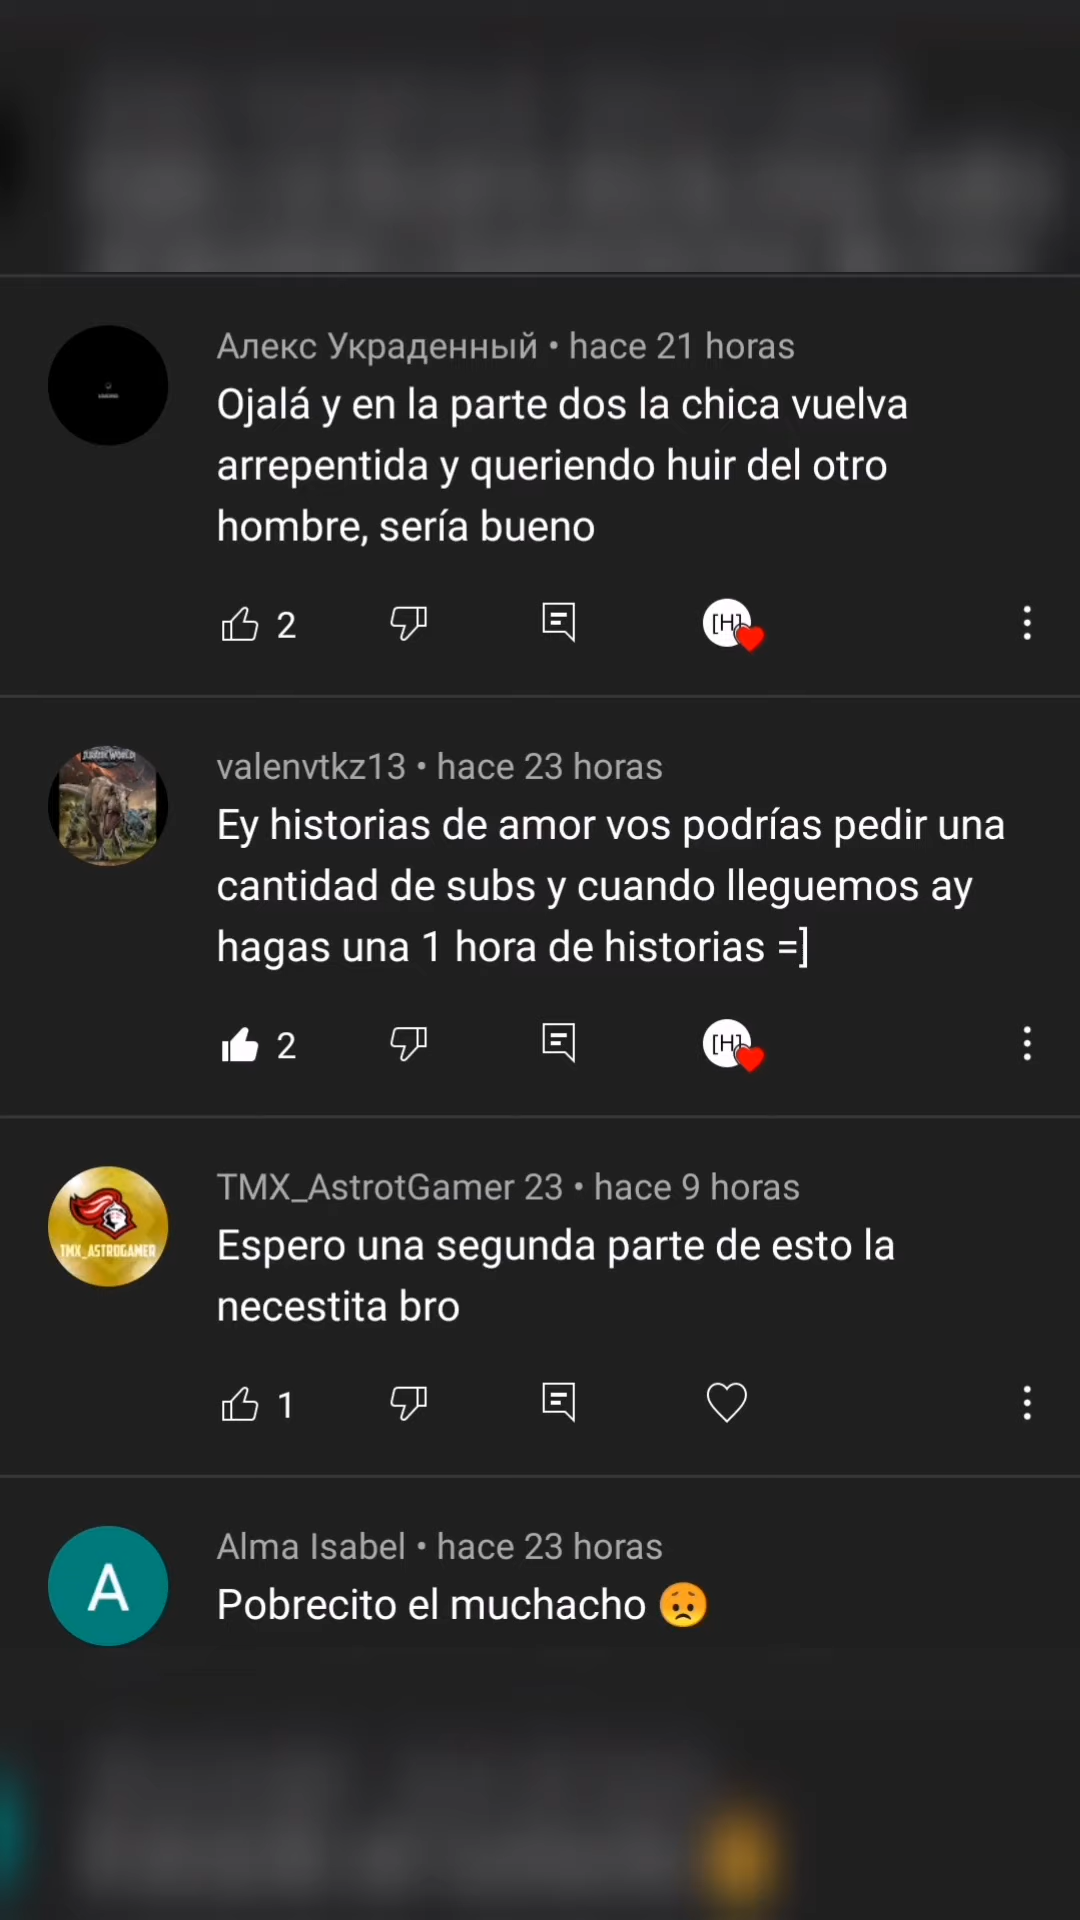 Алекс Украденный • hace 21 horas
Ojalá y en la parte dos la chica vuelva
arrepentida y queriendo huir del otro
hombre, sería bueno
2
[H]
valenvtkz13 • hace 23 horas
Ey historias de amor vos podrías pedir una
cantidad de subs y cuando lleguemos ay
hagas una 1 hora de historias =]
2
[H]
TMX_ASTROGAMER
TMX_AstrotGamer 23 • hace 9 horas
Espero una segunda parte de esto la
necestita bro
1
A
Alma Isabel • hace 23 horas
Pobrecito el muchacho 😟